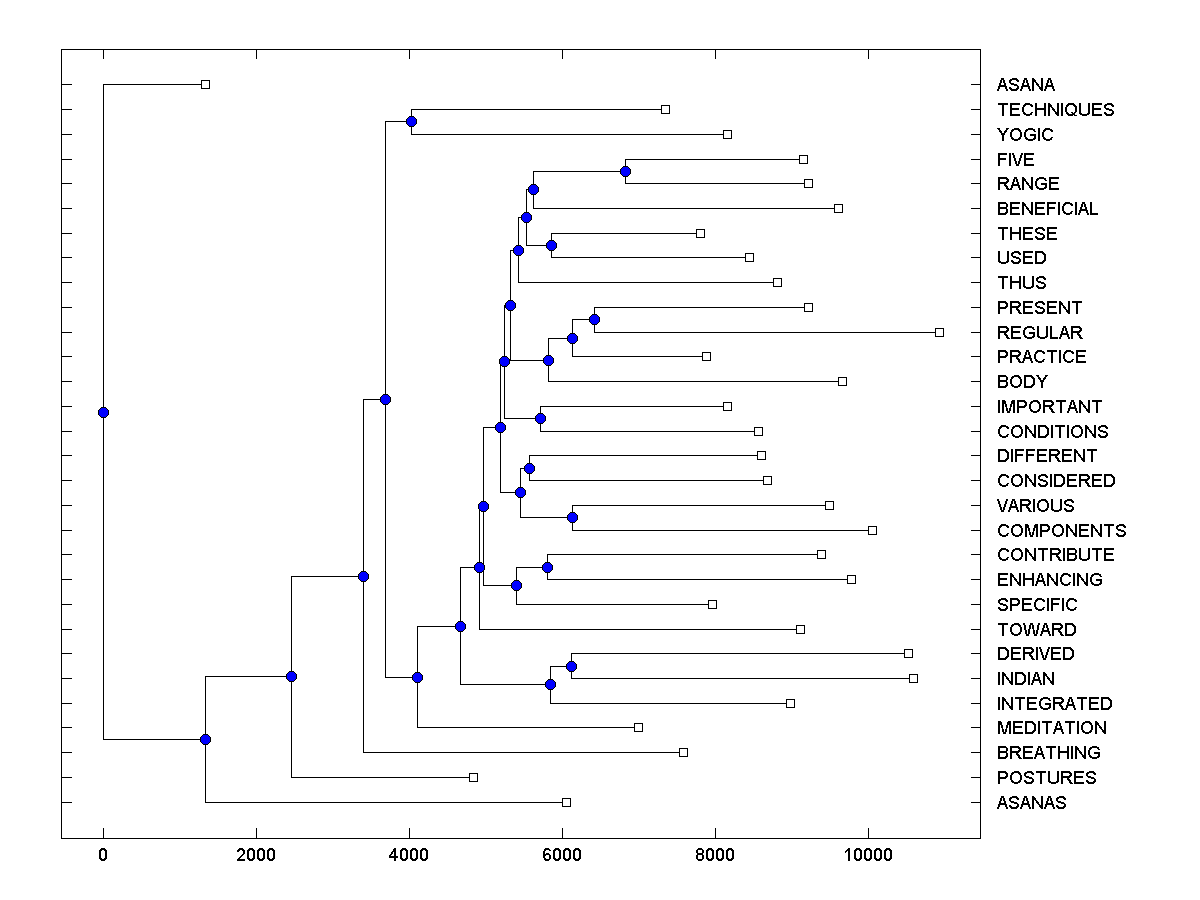 ASANA
TECHNIQUES
YOGIC
FIVE
RANGE
BENEFICIAL
THESE
USED
THUS
PRESENT
REGULAR
PRACTICE
BODY
IMPORTANT
CONDITIONS
DIFFERENT
CONSIDERED
VARIOUS
COMPONENTS
CONTRIBUTE
ENHANCING
SPECIFIC
TOWARD
DERIVED
INDIAN
INTEGRATED
MEDITATION
BREATHING
POSTURES
ASANAS
0 2000 4000 6000 8000 10000